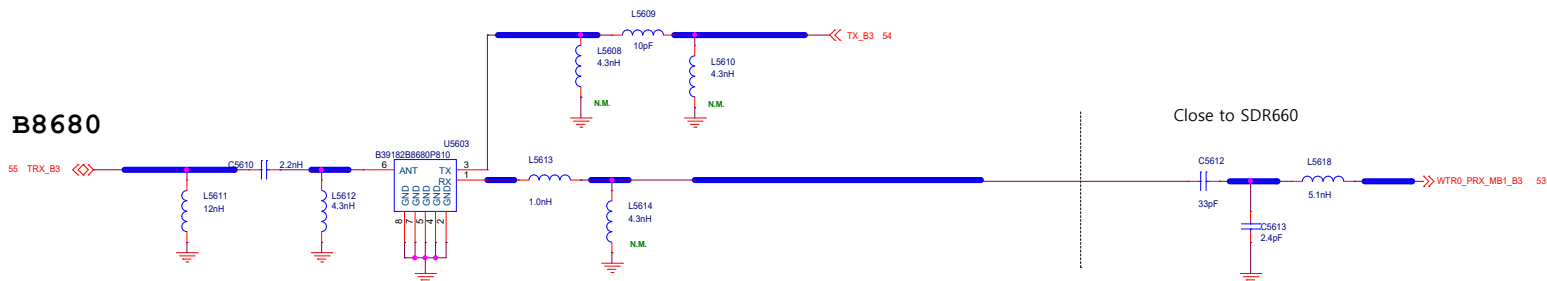 L5609
10pF
TX_B3 54
L5608
4.3nH
L5610
4.3nH
N.M.
N.M.
B8680
Close to SDR660
U5603
B39182B8680P810
55 TRX_B3
C5610
2.2nH
6
ANT
TX
3
RX
1
GND
GND
GND
GND
GND
8
7
5
4
2
L5613
1.0nH
C5612
33pF
L5618
5.1nH
WTR0_PRX_MB1_B3 53
L5611
12nH
L5612
4.3nH
L5614
4.3nH
N.M.
C5613
2.4pF